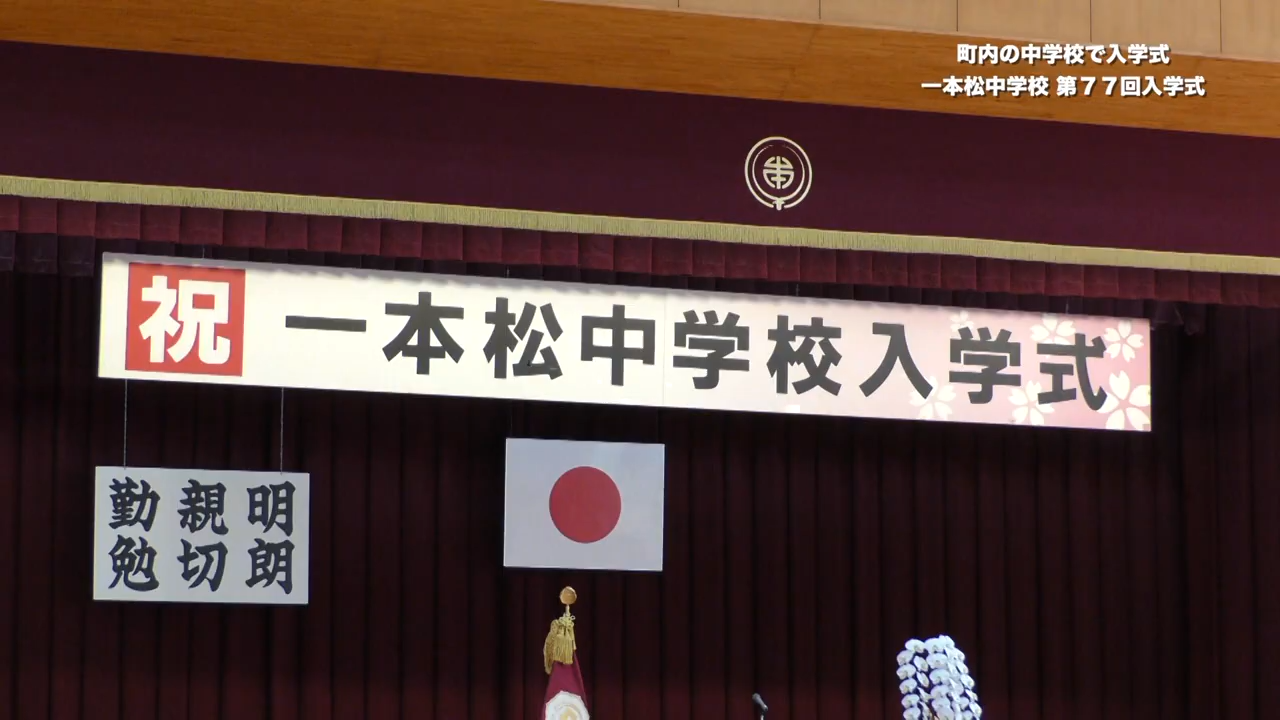 町内の中学校で入学式
一本松中学校 第７７回入学式
祝 一本松中学校入学式
明朗
親切
勤勉